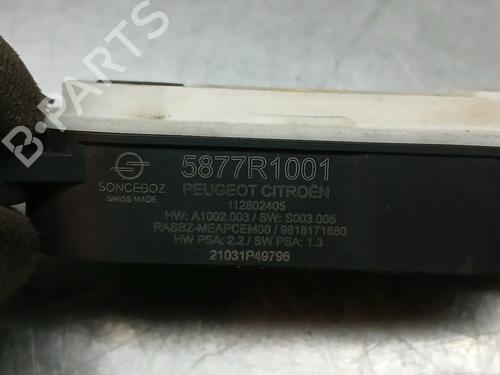 B-PARTS
5877R1001
SONCEBOZ
SWISS MADE
PEUGEOT CITROËN
112802405
HW: A1002.003 / SW: S003.005
RASBZ-MEAPCEM00 / 9818171680
HW PSA: 2.2 / SW PSA: 1.3
21031P49796